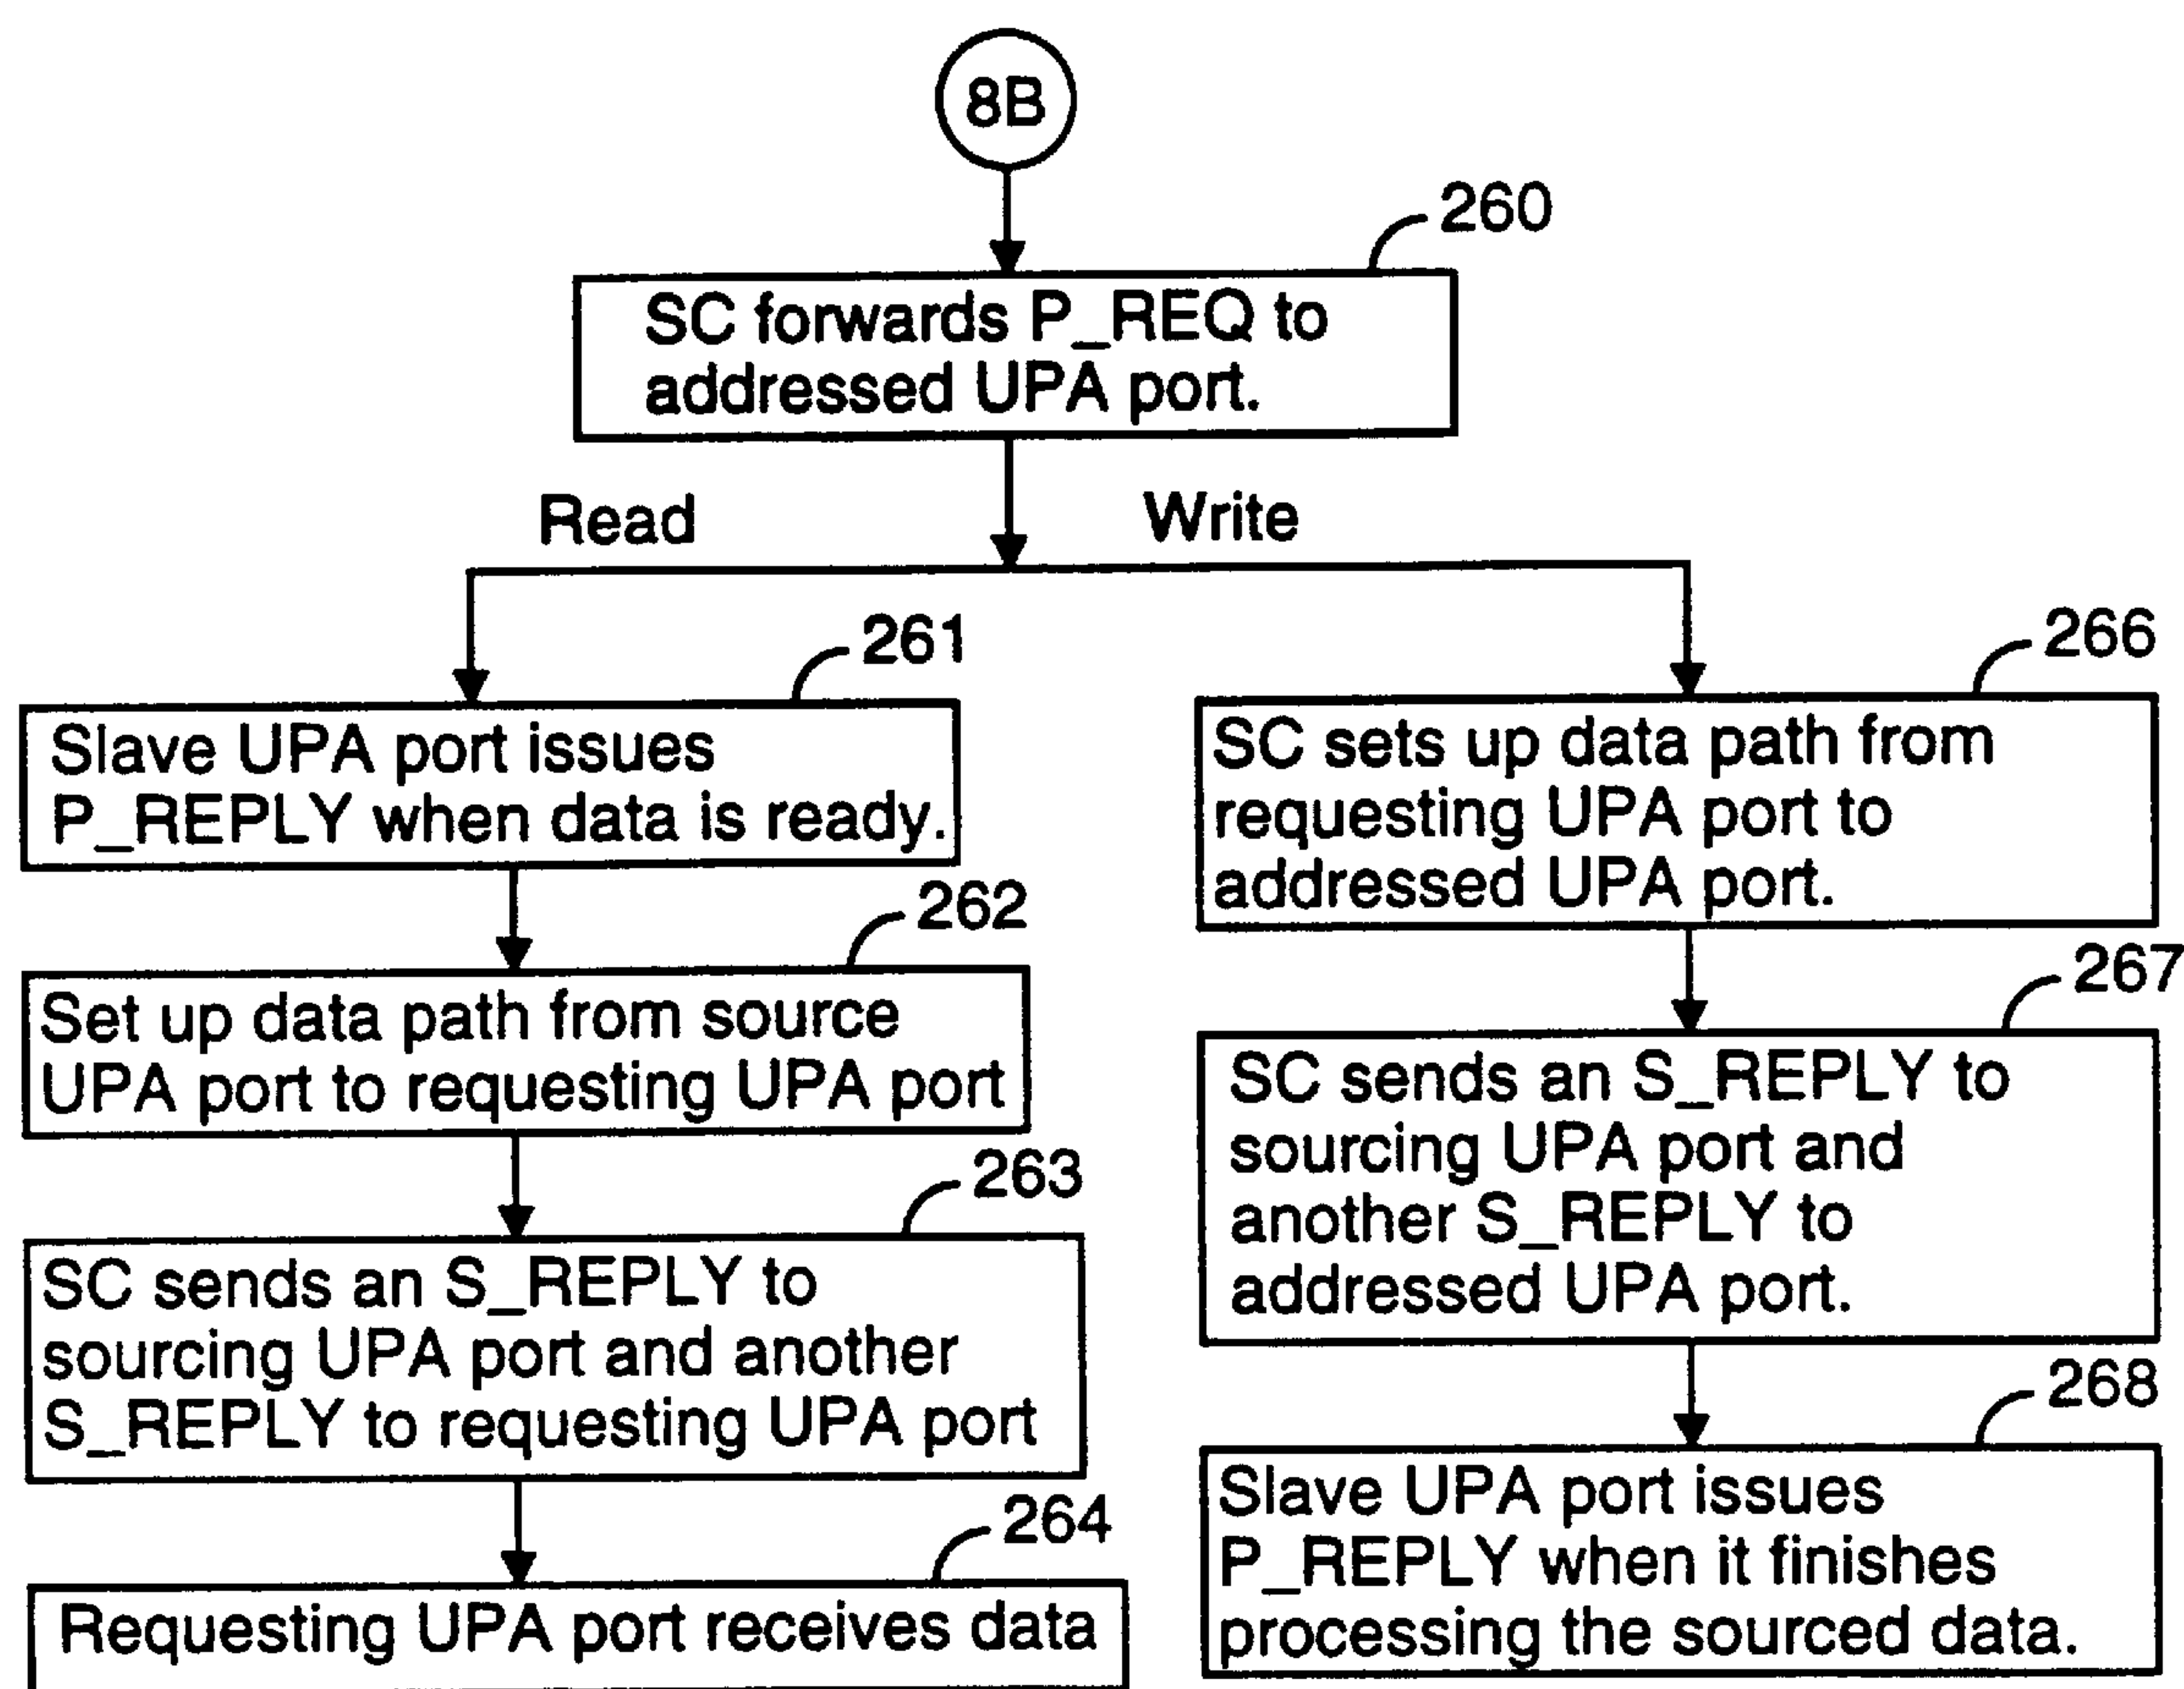 8B
260
SC forwards P_REQ to
addressed UPA port.
Read
Write
261
Slave UPA port issues
P_REPLY when data is ready.
262
Set up data path from source
UPA port to requesting UPA port
263
SC sends an S_REPLY to
sourcing UPA port and another
S_REPLY to requesting UPA port
264
Requesting UPA port receives data
266
SC sets up data path from
requesting UPA port to
addressed UPA port.
267
SC sends an S_REPLY to
sourcing UPA port and
another S_REPLY to
addressed UPA port.
268
Slave UPA port issues
P_REPLY when it finishes
processing the sourced data.